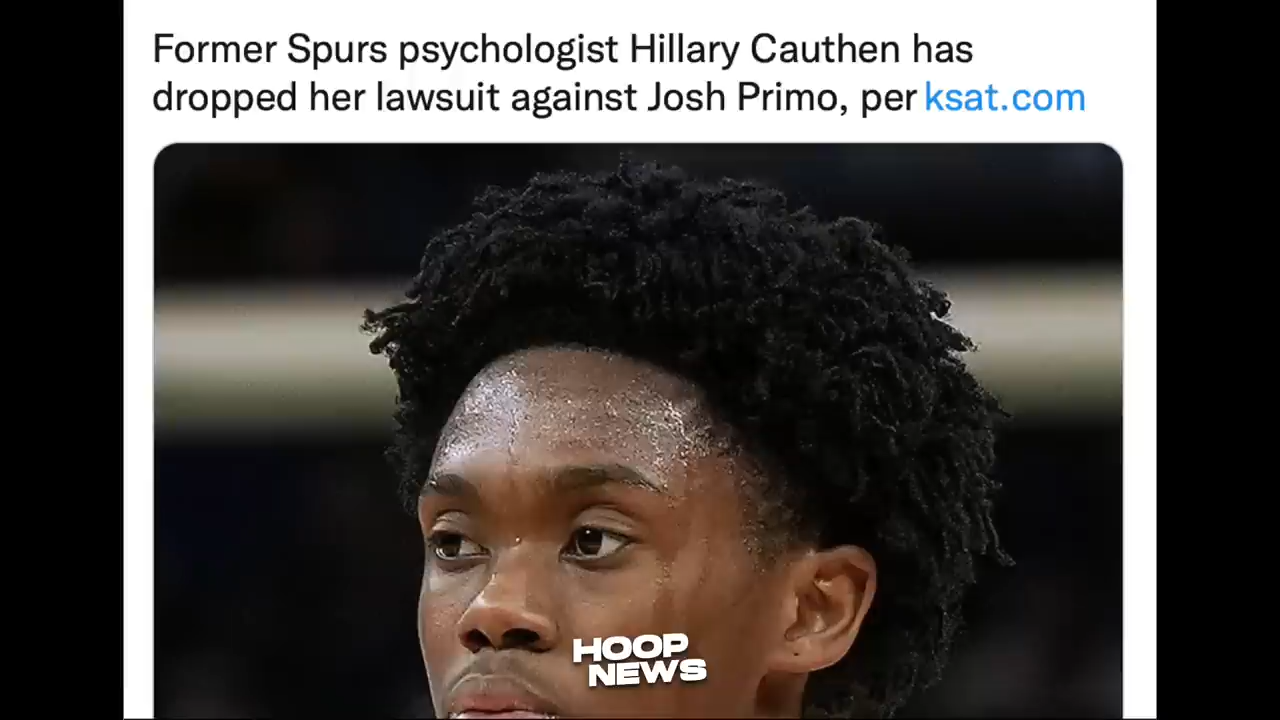 Former Spurs psychologist Hillary Cauthen has
dropped her lawsuit against Josh Primo, per ksat.com
HOOP
NEWS